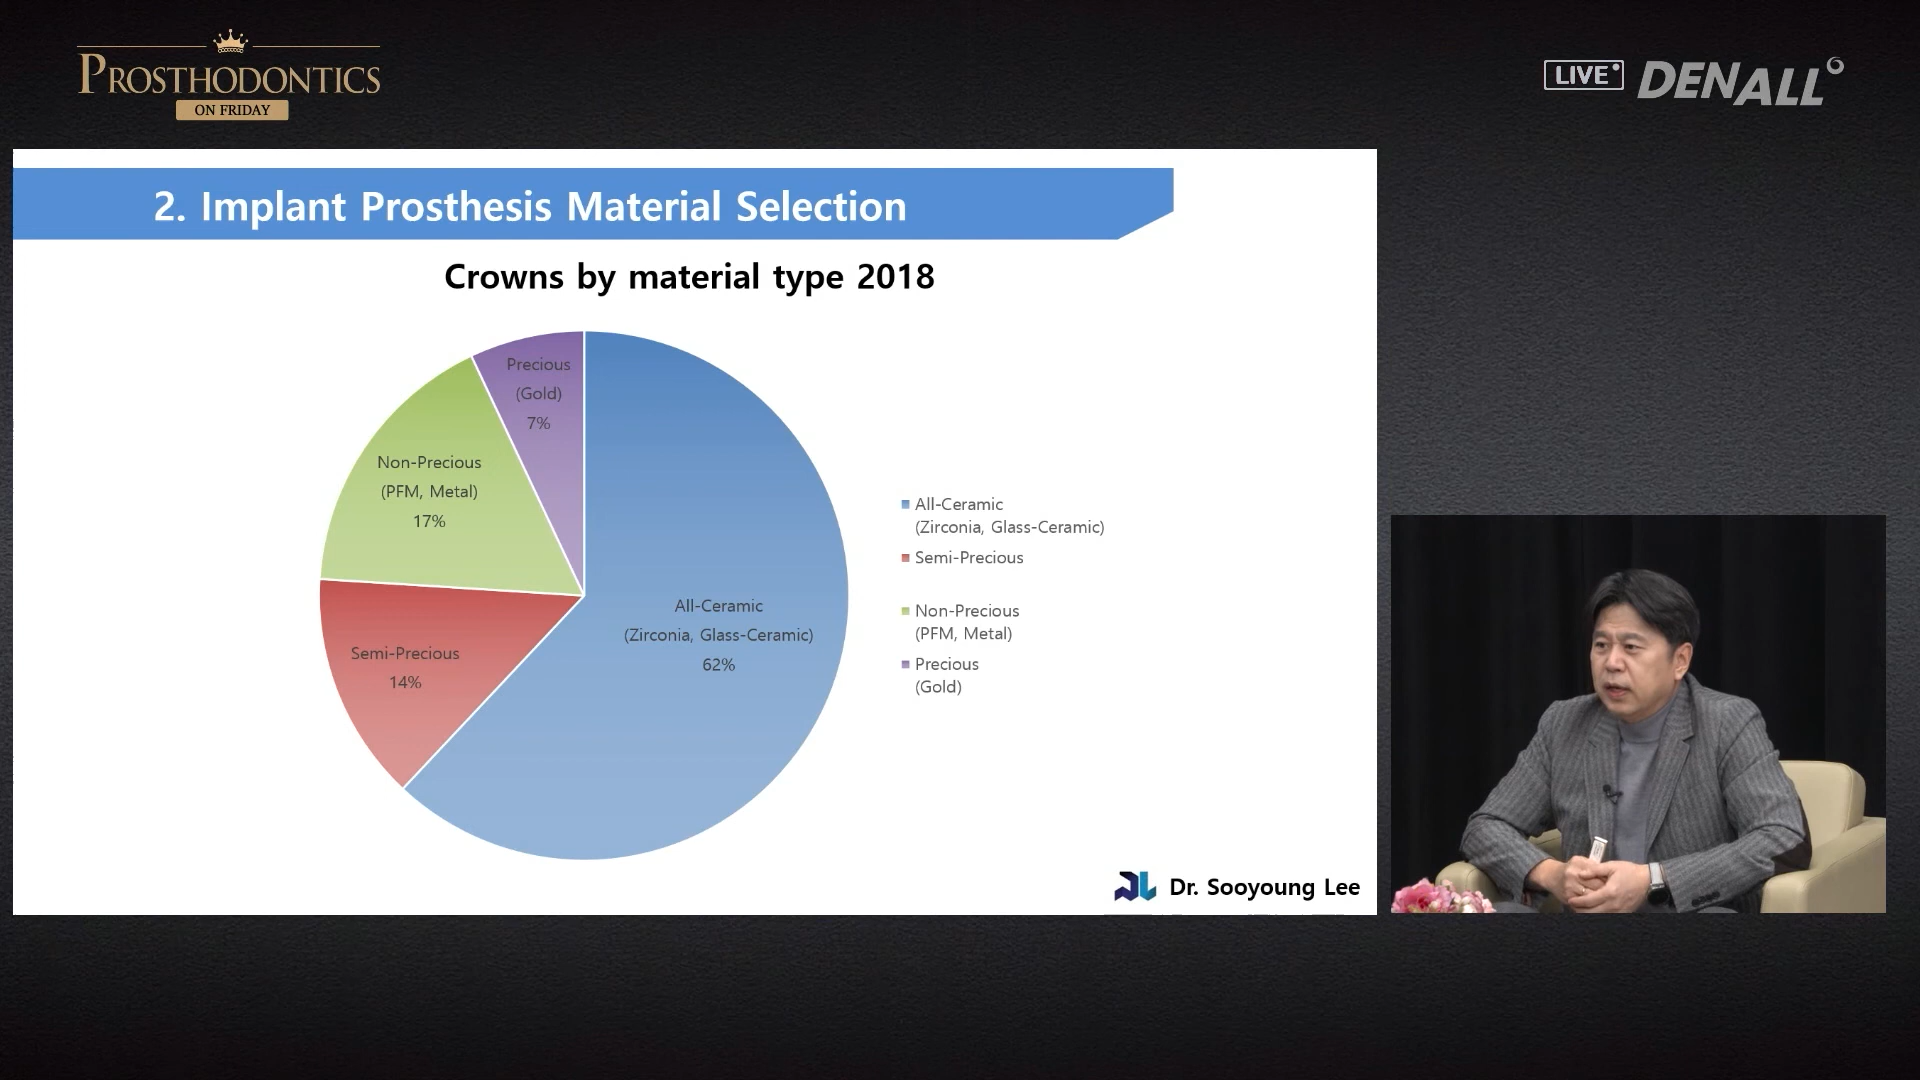 PROSTHODONTICS
ON FRIDAY
LIVE
DENALL
2. Implant Prosthesis Material Selection
Crowns by material type 2018
Precious
(Gold)
7%
Non-Precious
(PFM, Metal)
17%
Semi-Precious
14%
All-Ceramic
(Zirconia, Glass-Ceramic)
62%
All-Ceramic
(Zirconia, Glass-Ceramic)
Semi-Precious
Non-Precious
(PFM, Metal)
Precious
(Gold)
Dr. Sooyoung Lee